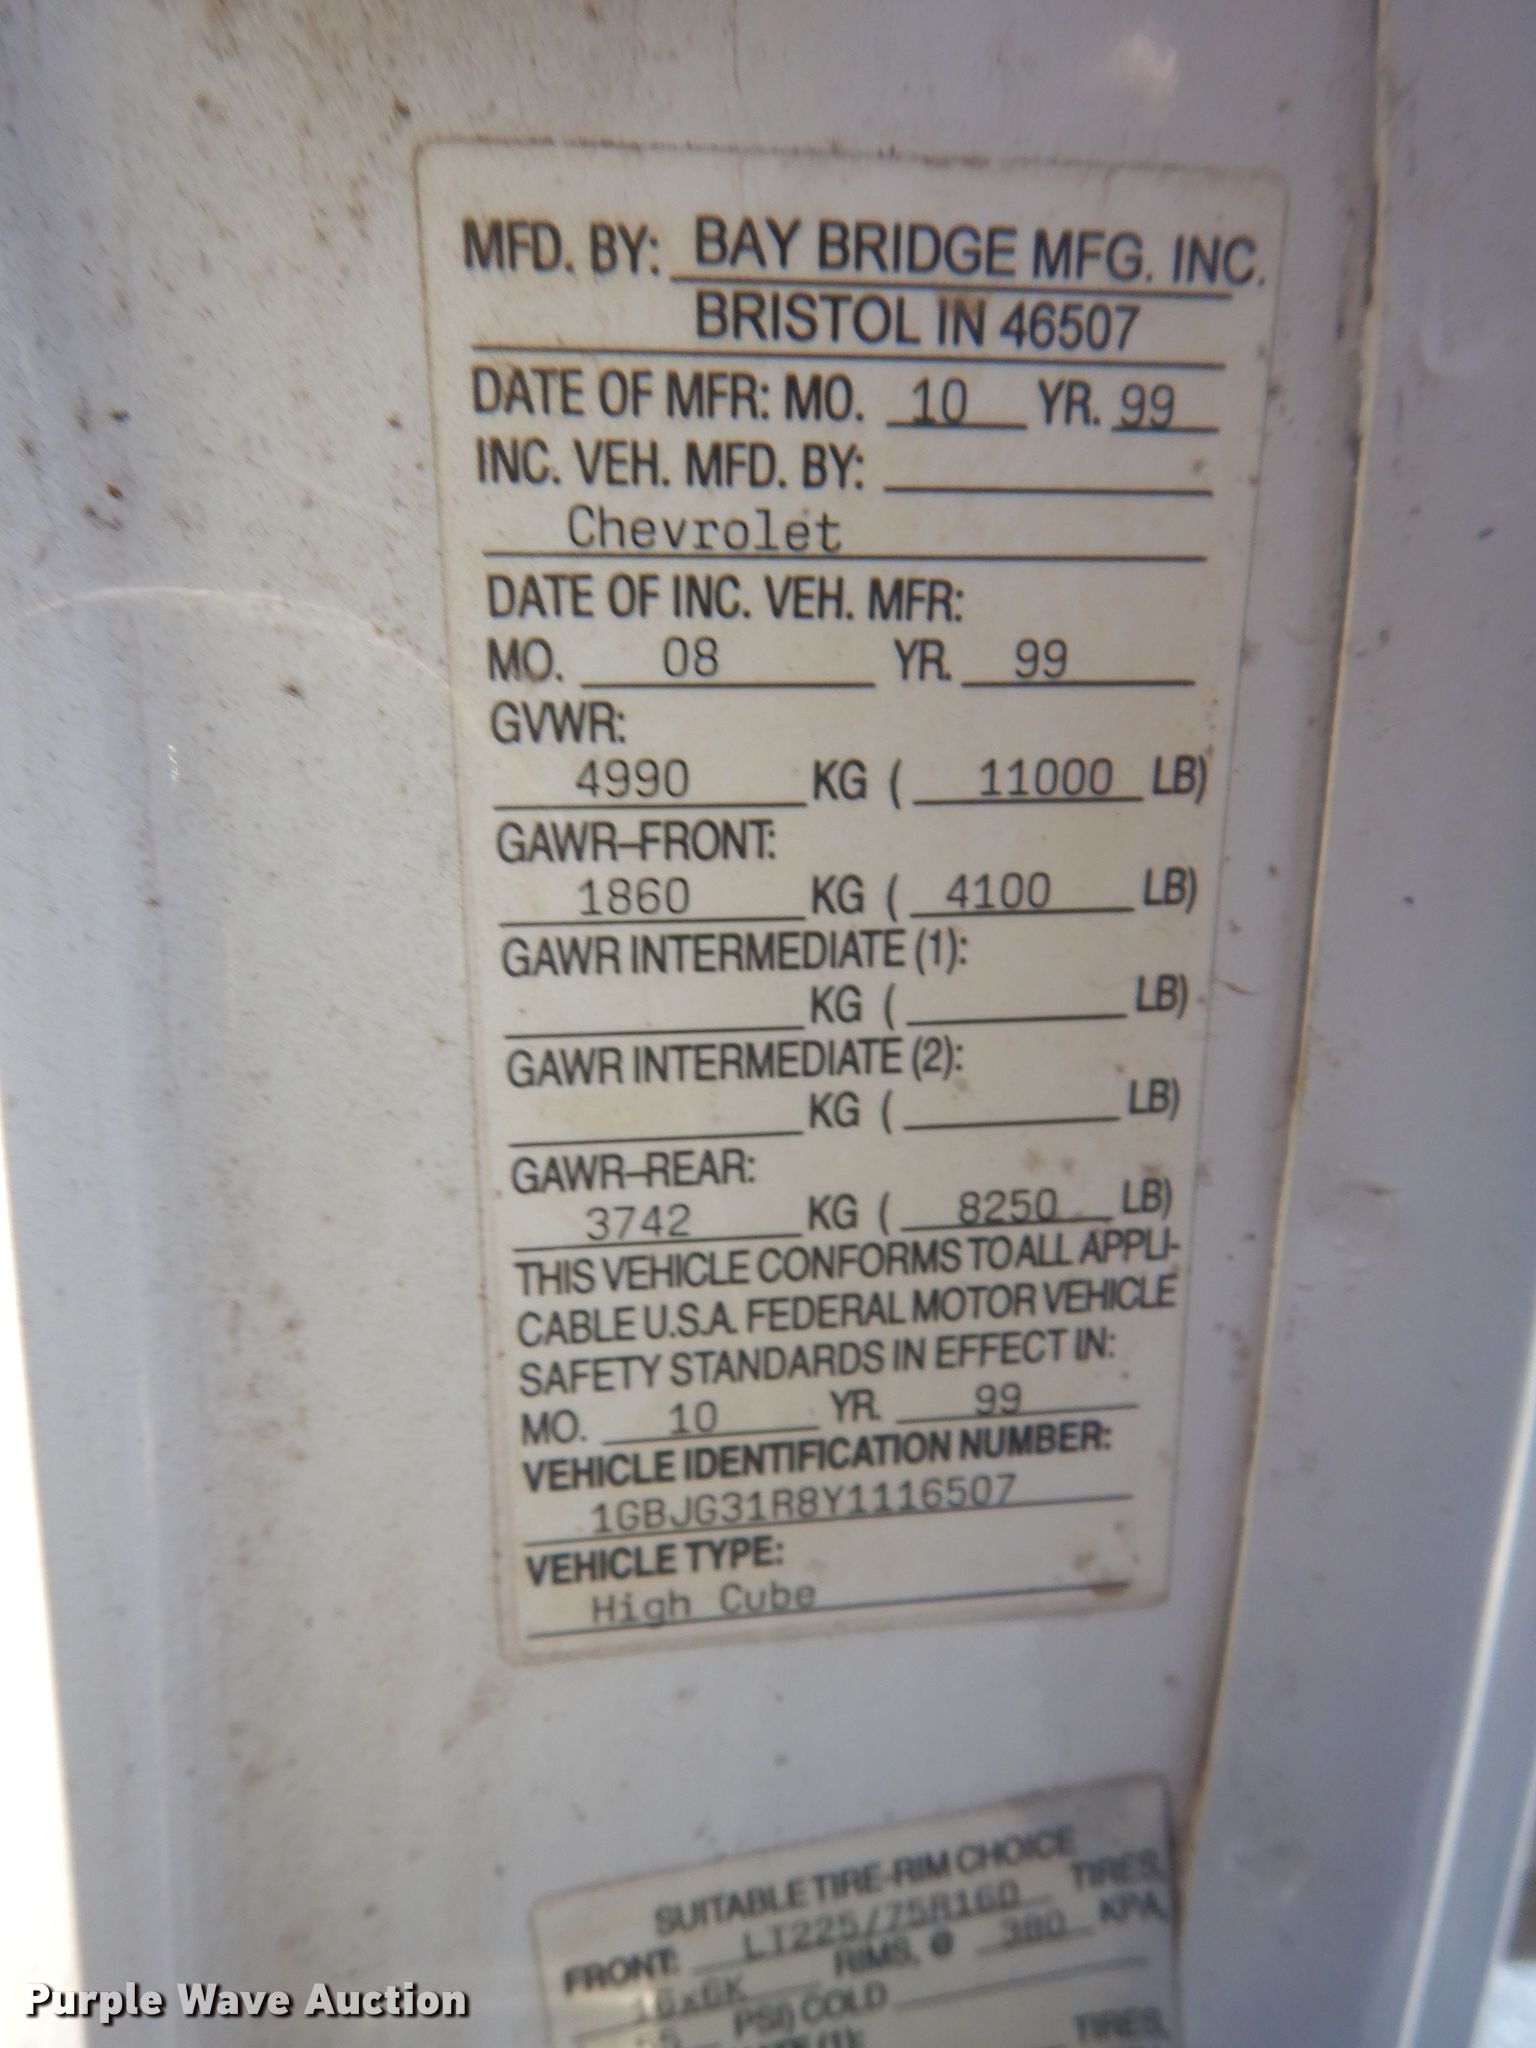 MFD. BY: BAY BRIDGE MFG. INC.
BRISTOL IN 46507
DATE OF MFR: MO. 10 YR. 99
INC. VEH. MFD. BY:
Chevrolet
DATE OF INC. VEH. MFR:
MO. 08 YR. 99
GVWR:
4990 KG ( 11000 LB)
GAWR-FRONT:
1860 KG ( 4100 LB)
GAWR INTERMEDIATE (1):
KG ( LB)
GAWR INTERMEDIATE (2):
KG ( LB)
GAWR-REAR:
3742 KG ( 8250 LB)
THIS VEHICLE CONFORMS TO ALL APPLI-
CABLE U.S.A. FEDERAL MOTOR VEHICLE
SAFETY STANDARDS IN EFFECT IN:
MO. 10 YR. 99
VEHICLE IDENTIFICATION NUMBER:
1GBJG31R8Y1116507
VEHICLE TYPE:
High Cube
SUITABLE TIRE-RIM CHOICE
FRONT: LT225/75R16D TIRES,
16x6K RIMS, @ 380 KPA,
PSI) COLD
TIRES,
Purple Wave Auction